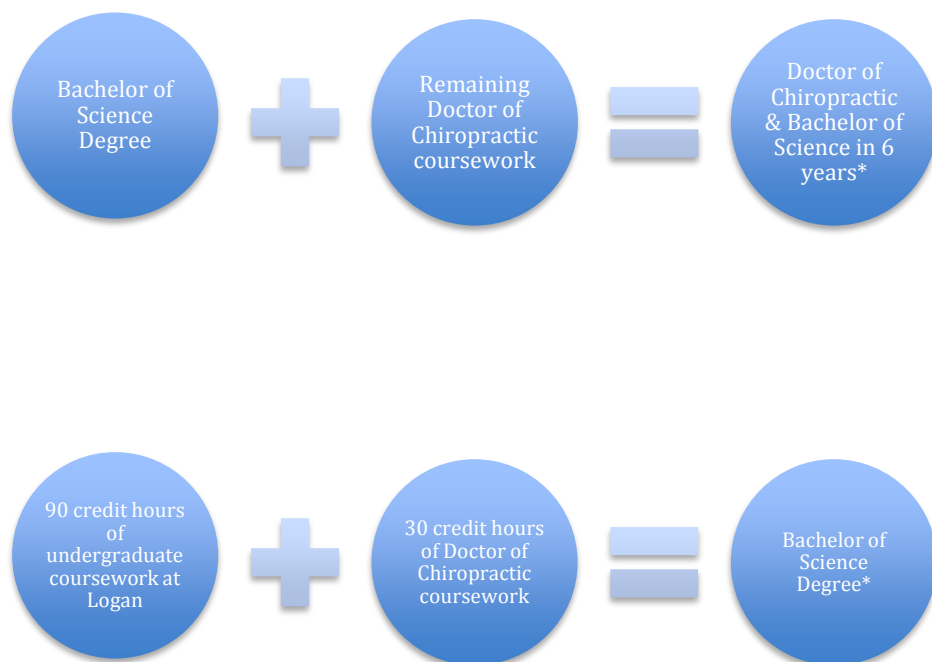 Bachelor of
Science
Degree
Remaining
Doctor of
Chiropractic
coursework
Doctor of
Chiropractic
& Bachelor of
Science in 6
years*
90 credit hours
of
undergraduate
coursework at
Logan
30 credit hours
of Doctor of
Chiropractic
coursework
Bachelor of
Science
Degree*